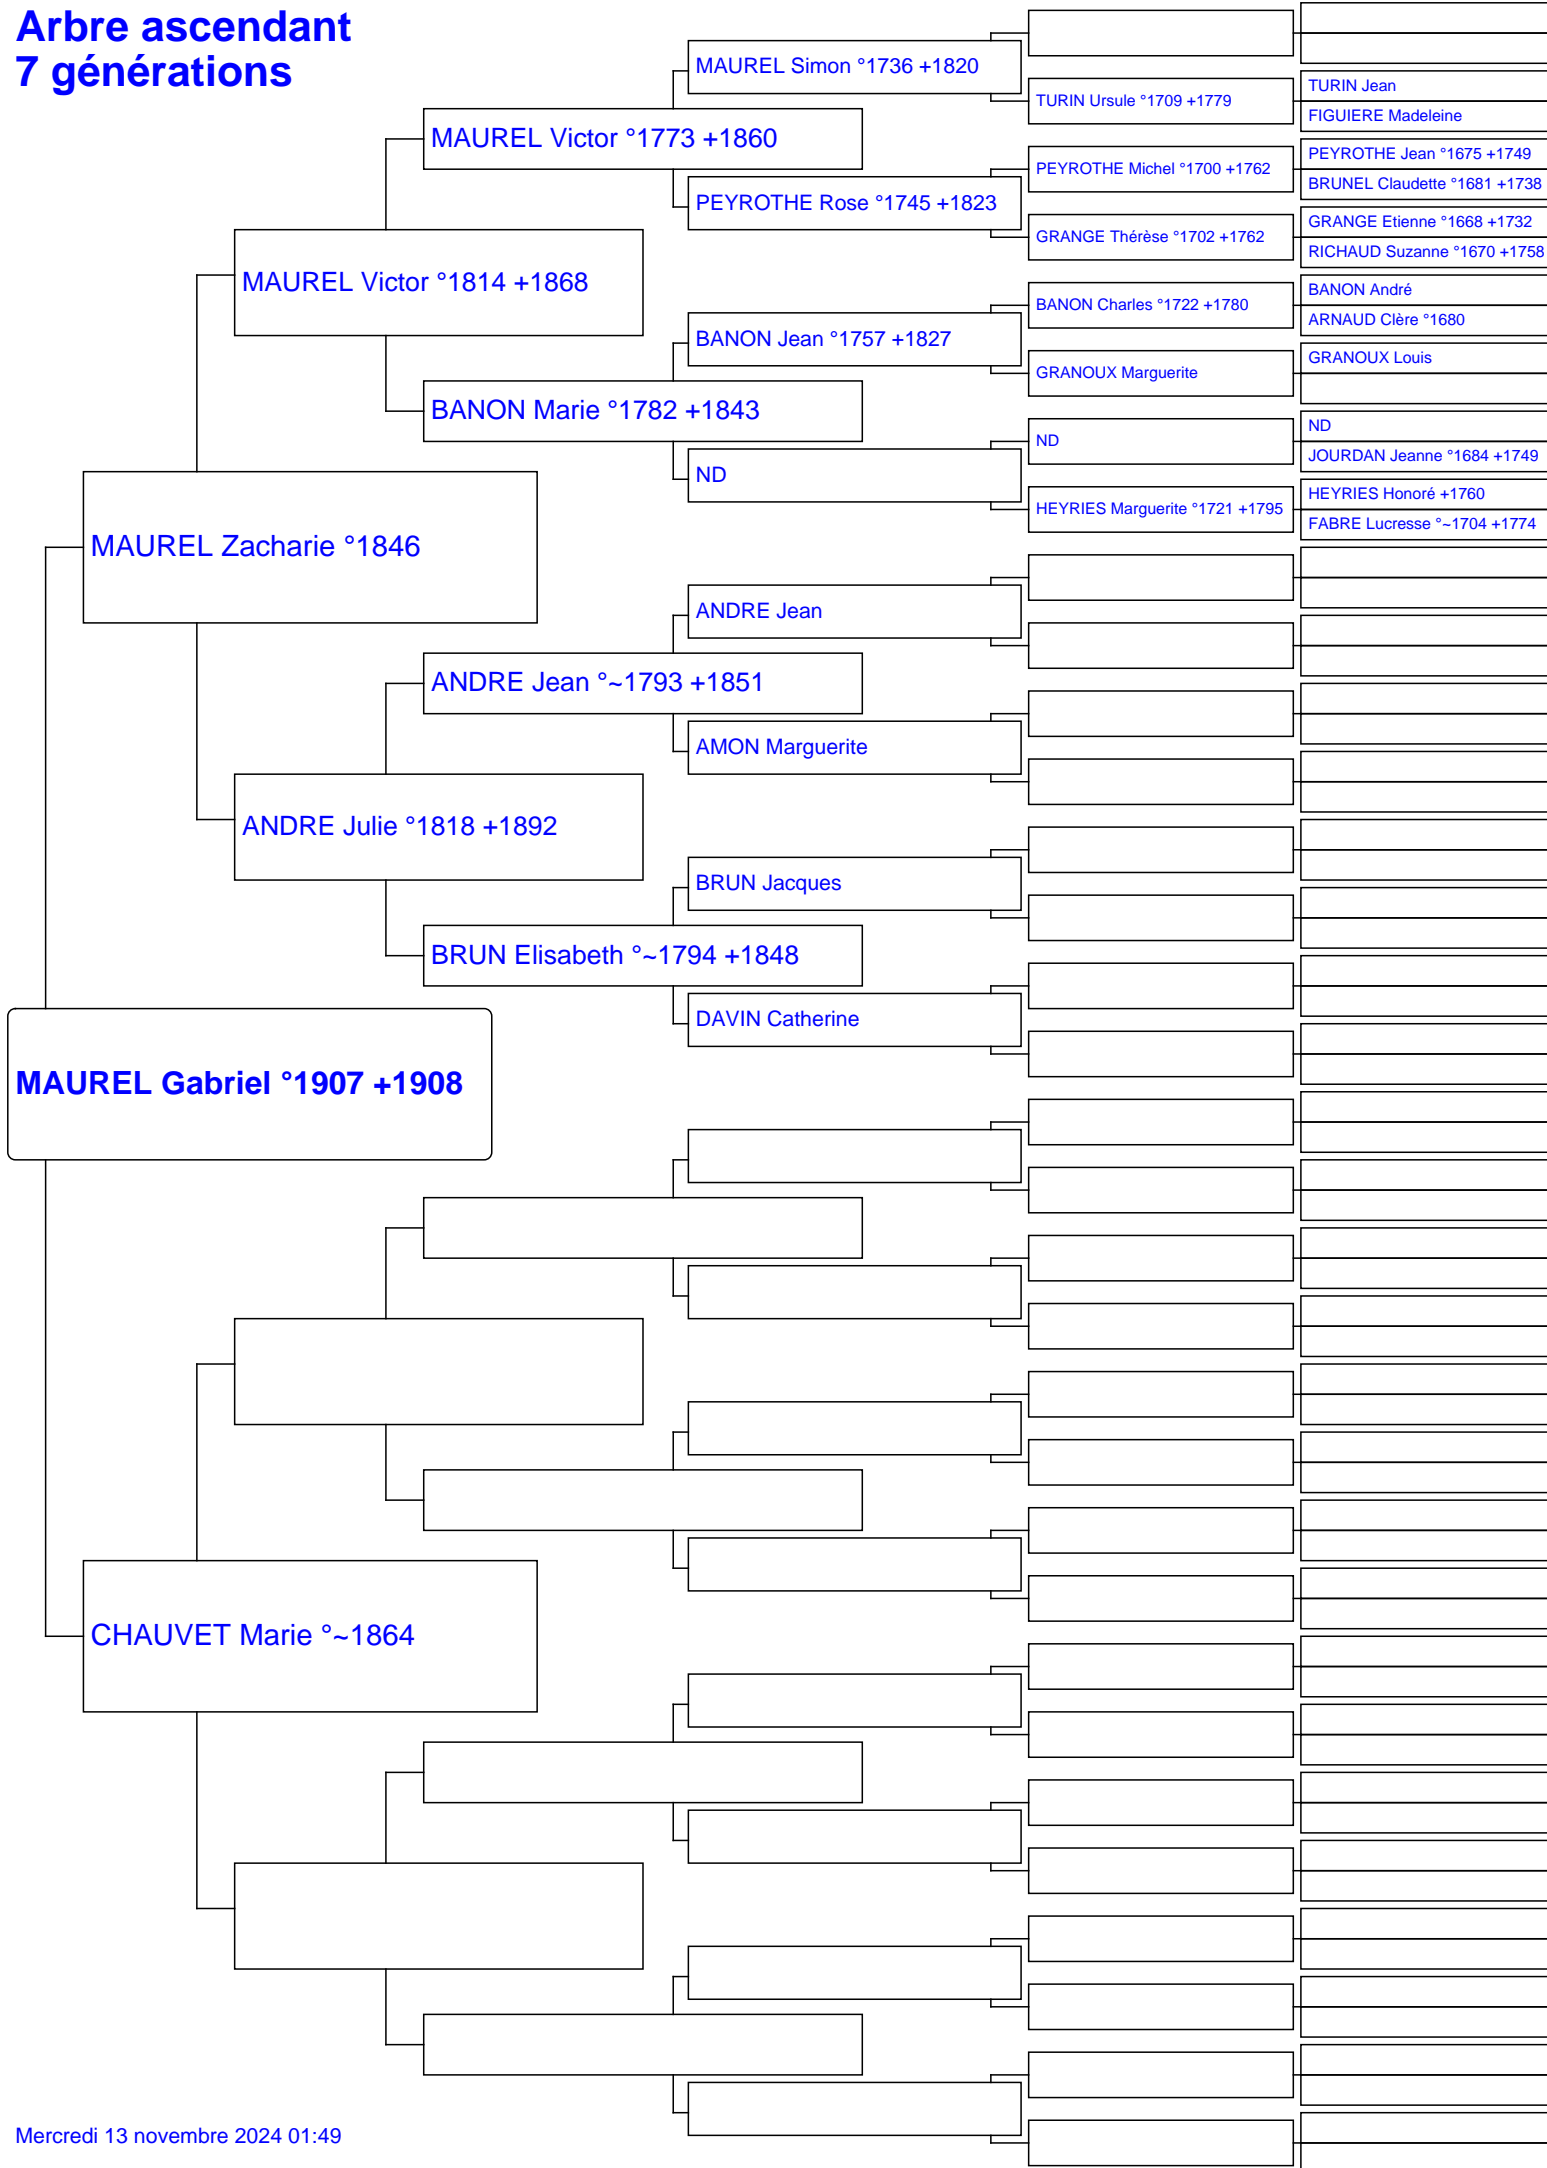 Arbre ascendant
7 générations
MAUREL Gabriel °1907 +1908
MAUREL Zacharie °1846
CHAUVET Marie °~1864
MAUREL Victor °1814 +1868
ANDRE Julie °1818 +1892
MAUREL Victor °1773 +1860
BANON Marie °1782 +1843
ANDRE Jean °~1793 +1851
BRUN Elisabeth °~1794 +1848
MAUREL Simon °1736 +1820
PEYROTHE Rose °1745 +1823
BANON Jean °1757 +1827
ND
ANDRE Jean
AMON Marguerite
BRUN Jacques
DAVIN Catherine
TURIN Ursule °1709 +1779
PEYROTHE Michel °1700 +1762
GRANGE Thérèse °1702 +1762
BANON Charles °1722 +1780
GRANOUX Marguerite
ND
HEYRIES Marguerite °1721 +1795
TURIN Jean
FIGUIERE Madeleine
PEYROTHE Jean °1675 +1749
BRUNEL Claudette °1681 +1738
GRANGE Etienne °1668 +1732
RICHAUD Suzanne °1670 +1758
BANON André
ARNAUD Clère °1680
GRANOUX Louis
ND
JOURDAN Jeanne °1684 +1749
HEYRIES Honoré +1760
FABRE Lucresse °~1704 +1774
Mercredi 13 novembre 2024 01:49